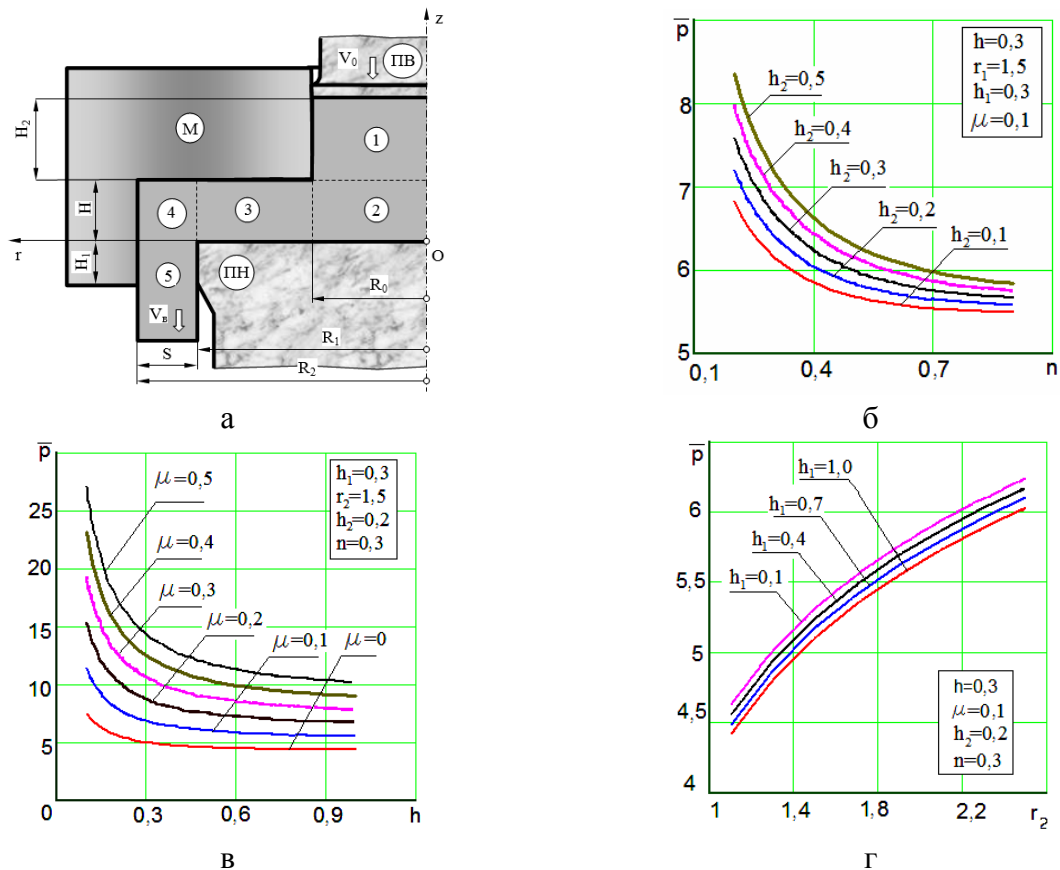 z
V₀
ПВ
H₂
М
1
H
4
3
2
r
O
H₁
5
ПН
R₀
Vв
R₁
S
R₂
а
p̅
h=0,3
r₁=1,5
h₁=0,3
μ=0,1
h₂=0,5
8
h₂=0,4
h₂=0,3
7
h₂=0,2
h₂=0,1
6
5
0,1 0,4 0,7 n
б
p̅
h₁=0,3
r₂=1,5
h₂=0,2
n=0,3
μ=0,5
25
μ=0,4
20
μ=0,3
15
μ=0,2
μ=0,1
μ=0
10
5
0 0,3 0,6 0,9 h
в
p̅
h₁=1,0
h₁=0,7
6
h₁=0,4
5,5
h₁=0,1
5
h=0,3
μ=0,1
h₂=0,2
n=0,3
4,5
4
1 1,4 1,8 2,2 r₂
г